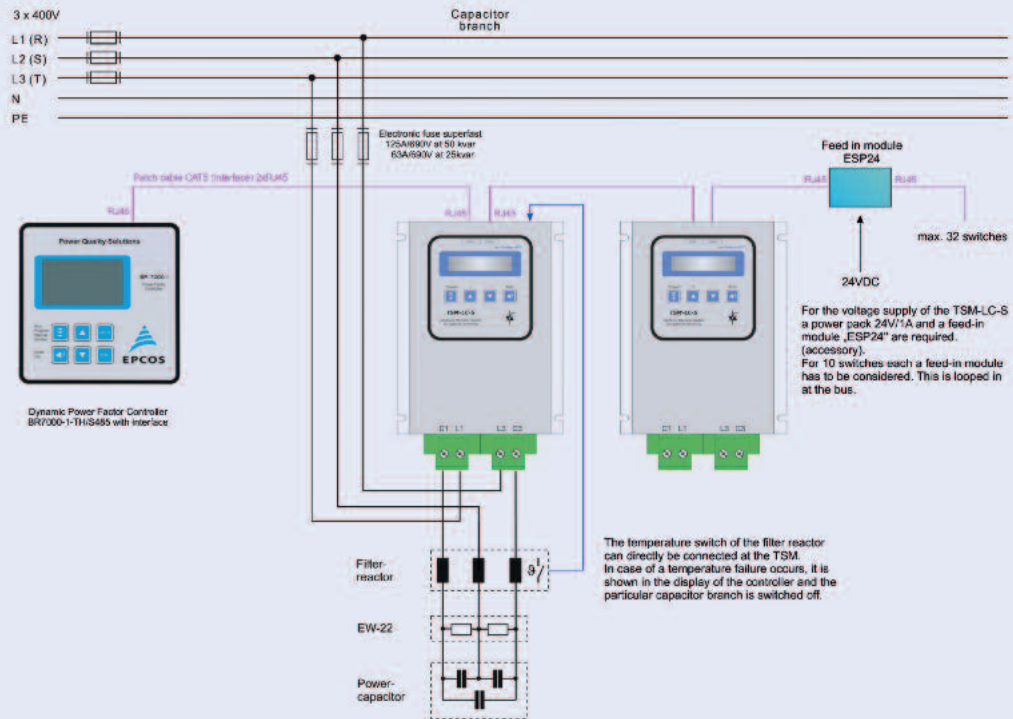 3 x 400V
Capacitor
branch
L1 (R)
L2 (S)
L3 (T)
N
PE
Electronic fuse superfast
125A/690V at 50 kvar
63A/690V at 25kvar
Feed in module
ESP24
Patch cable CAT5 (interface) 2xRJ45
RJ45
RJ45
RJ45
RJ45
RJ45
max. 32 switches
24VDC
Power Quality Solutions
BR 7000
Power Factor
Controller
EPCOS
TSM-LC-S
TSM-LC-S
For the voltage supply of the TSM-LC-S
a power pack 24V/1A and a feed-in
module „ESP24" are required.
(accessory).
For 10 switches each a feed-in module
has to be considered. This is looped in
at the bus.
Dynamic Power Factor Controller
BR7000-1-TH/S485 with interface
C1 L1 L3 C3
C1 L1 L3 C3
The temperature switch of the filter reactor
can directly be connected at the TSM.
In case of a temperature failure occurs, it is
shown in the display of the controller and the
particular capacitor branch is switched off.
Filter-
reactor
ϑ
EW-22
Power-
capacitor